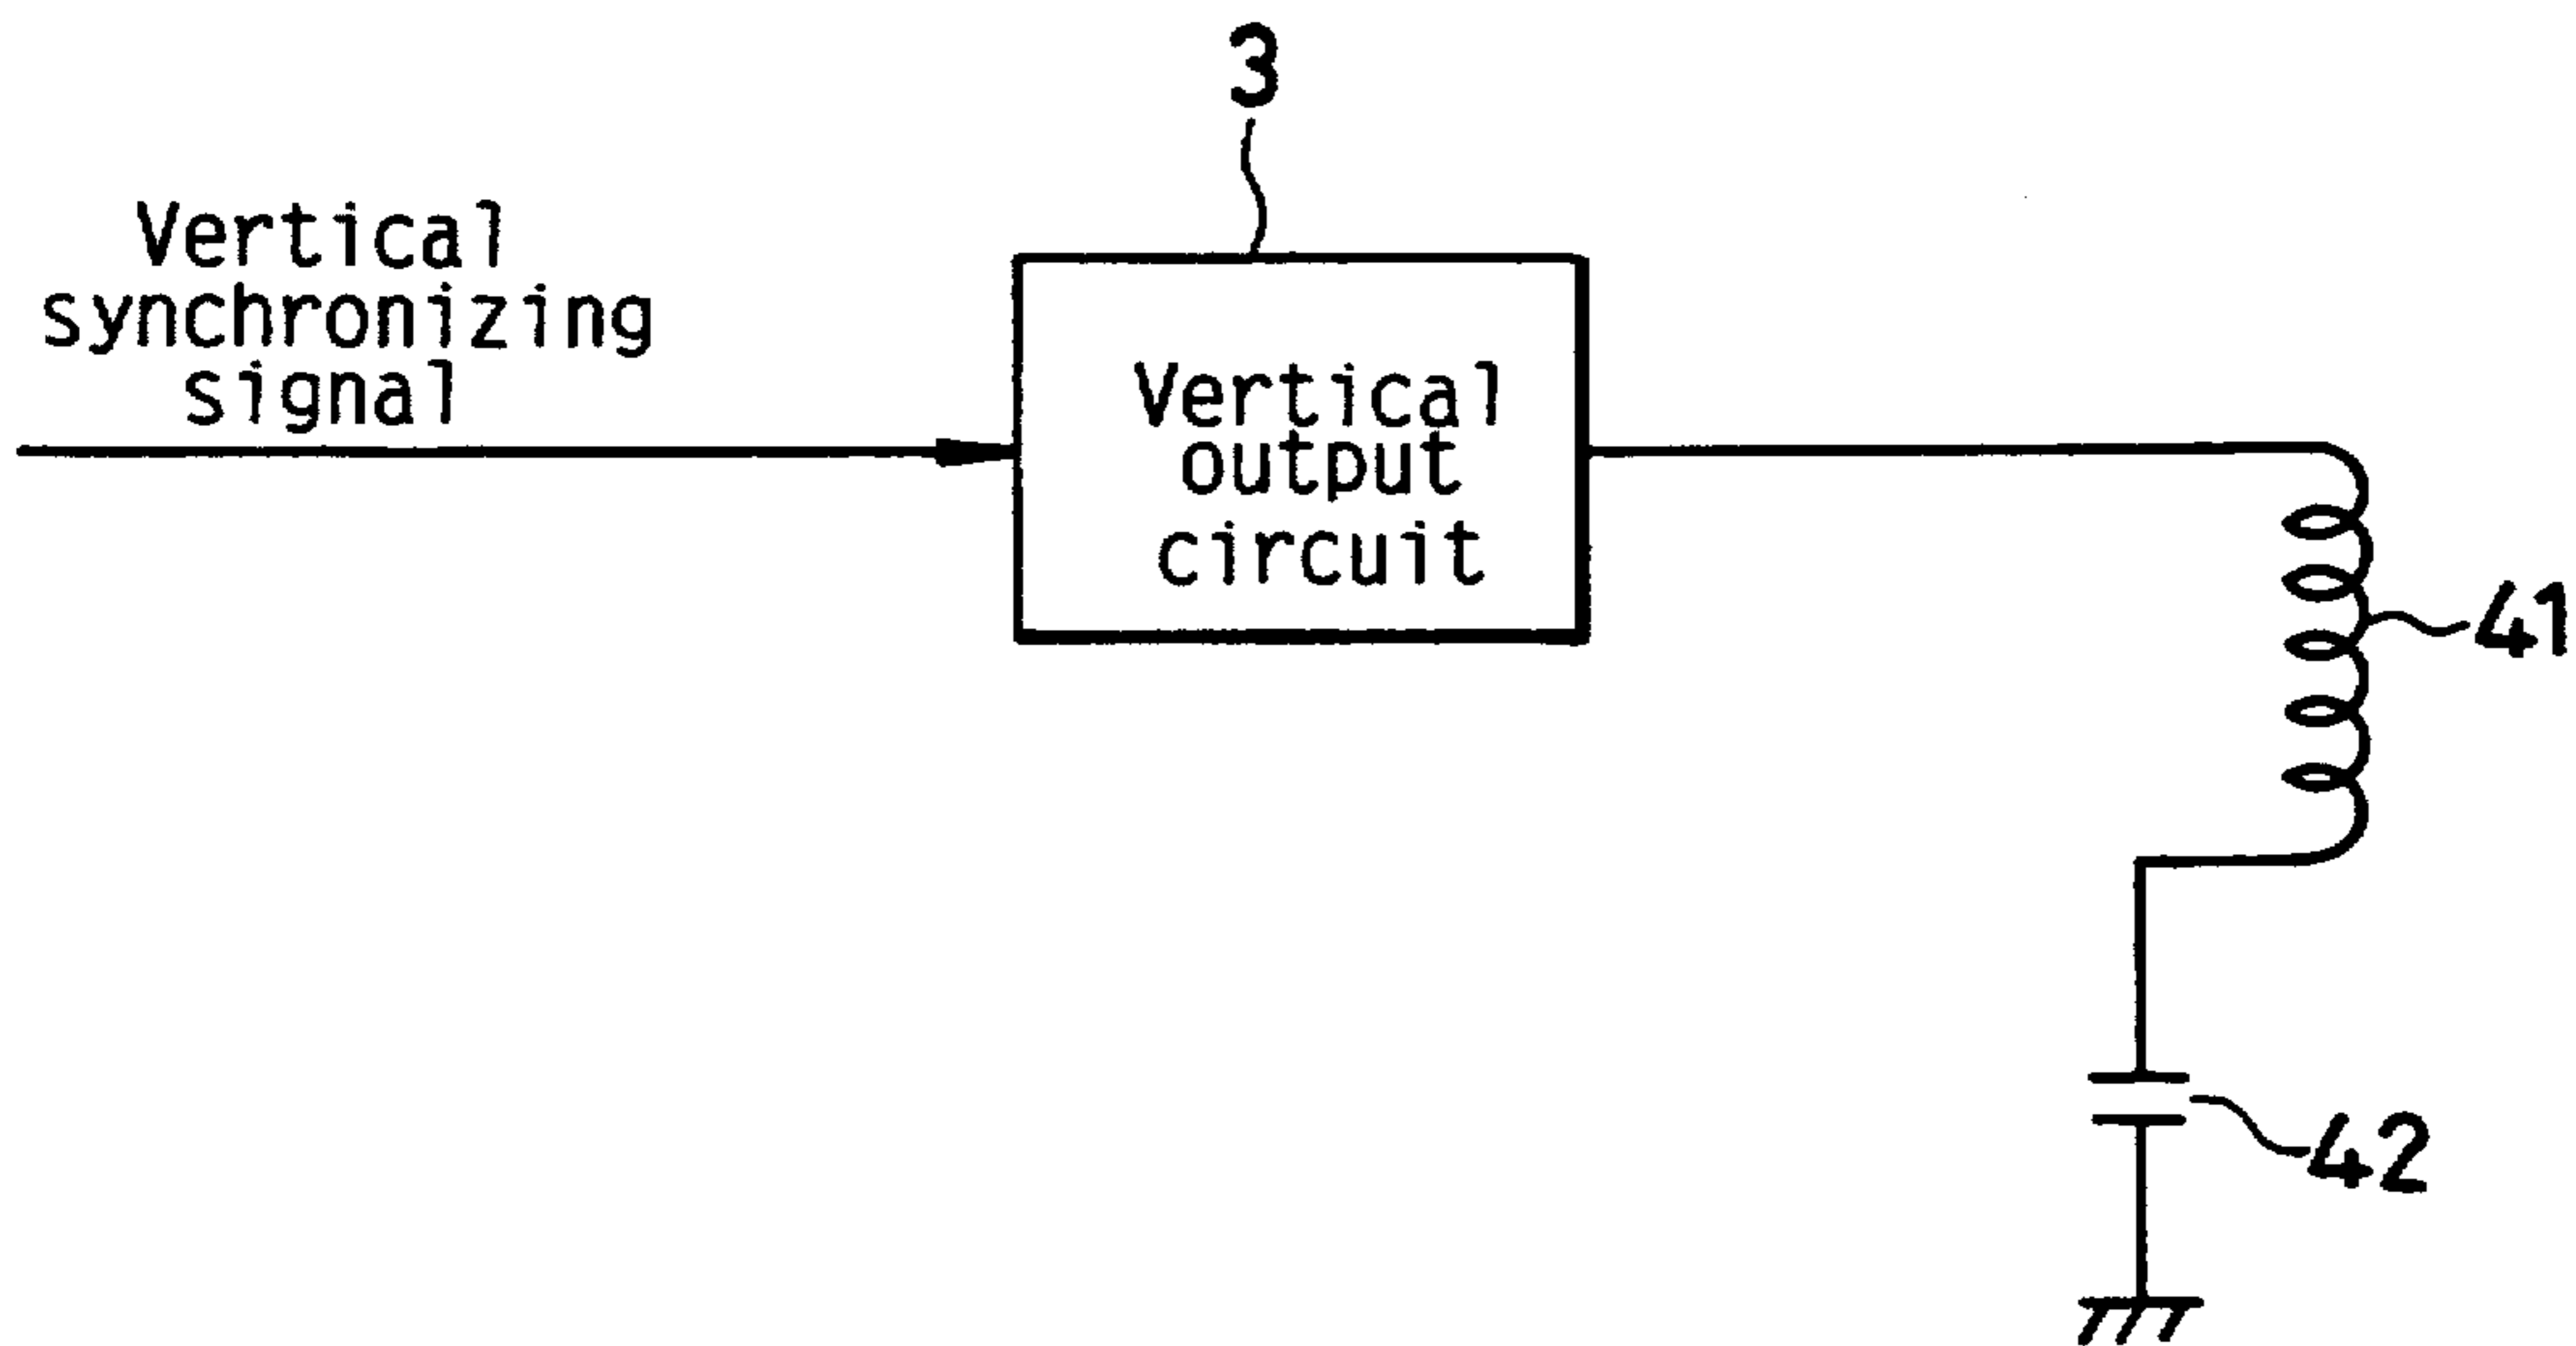 3
Vertical
synchronizing
signal
Vertical
output
circuit
41
42